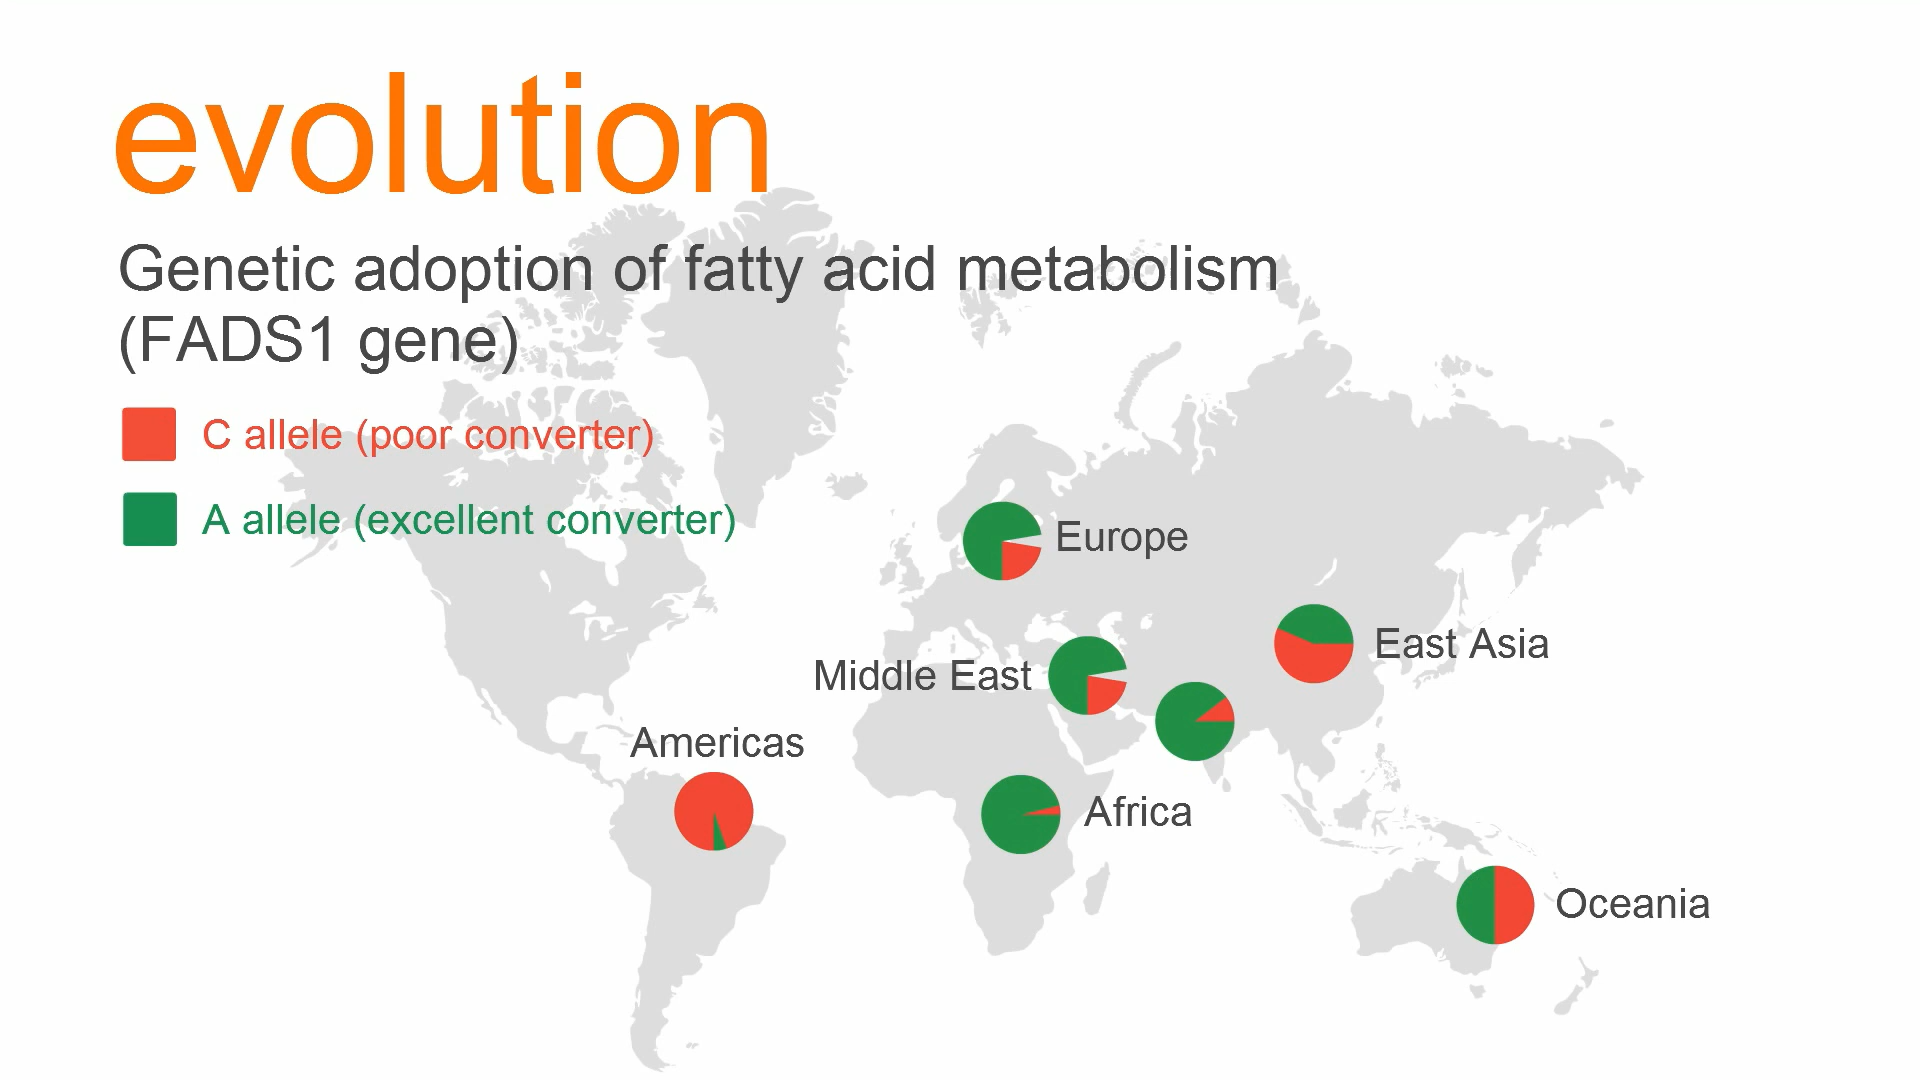 evolution
Genetic adoption of fatty acid metabolism
(FADS1 gene)
C allele (poor converter)
A allele (excellent converter)
Europe
East Asia
Middle East
Americas
Africa
Oceania